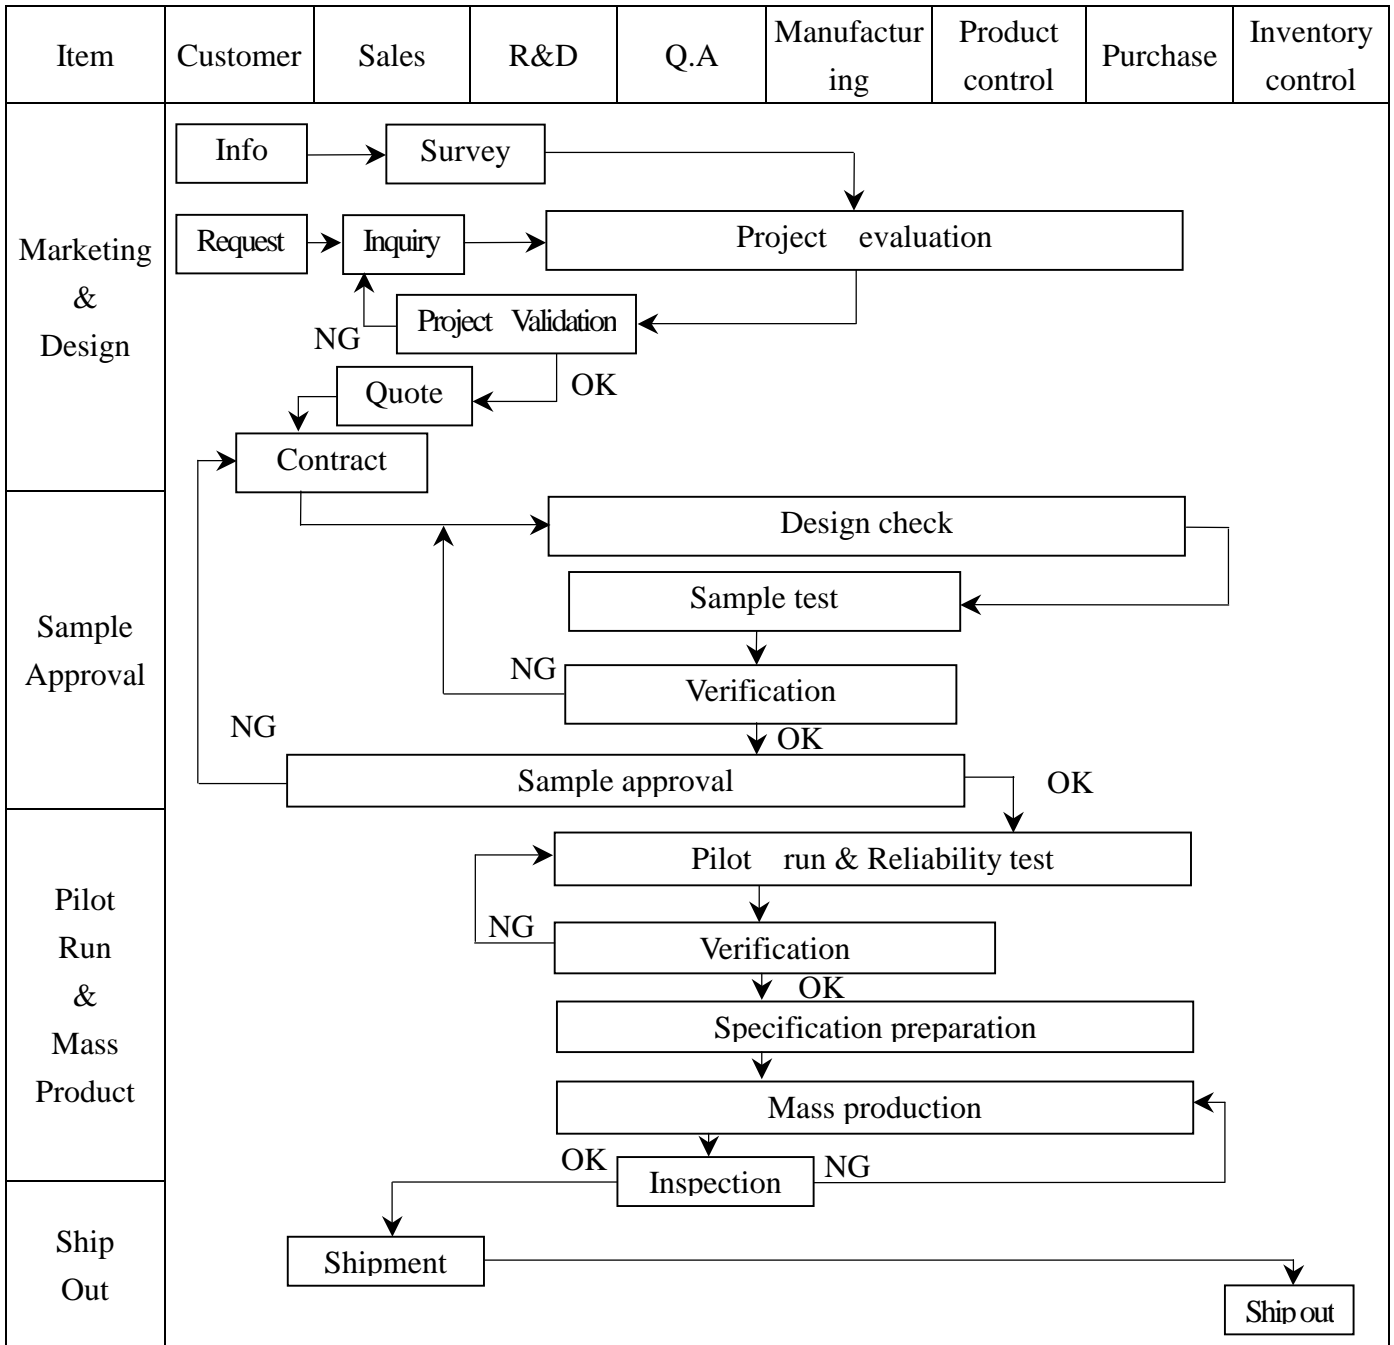 Item
Customer
Sales
R&D
Q.A
Manufactur
ing
Product
control
Purchase
Inventory
control
Marketing
&
Design
Info
Survey
Request
Inquiry
Project evaluation
NG
Project Validation
Quote
OK
Contract
Sample
Approval
Design check
Sample test
NG
Verification
NG
OK
Sample approval
OK
Pilot
Run
&
Mass
Product
Pilot run & Reliability test
NG
Verification
OK
Specification preparation
Mass production
OK
Inspection
NG
Ship
Out
Shipment
Ship out